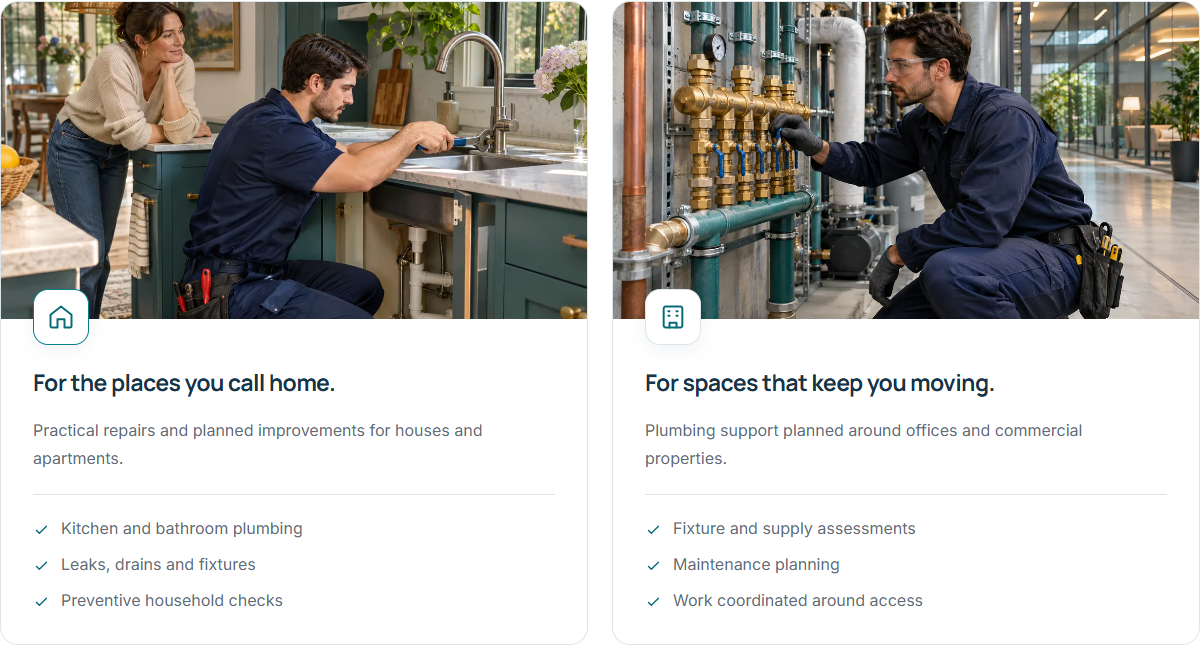 For the places you call home.
Practical repairs and planned improvements for houses and
apartments.
Kitchen and bathroom plumbing
Leaks, drains and fixtures
Preventive household checks
For spaces that keep you moving.
Plumbing support planned around offices and commercial
properties.
Fixture and supply assessments
Maintenance planning
Work coordinated around access